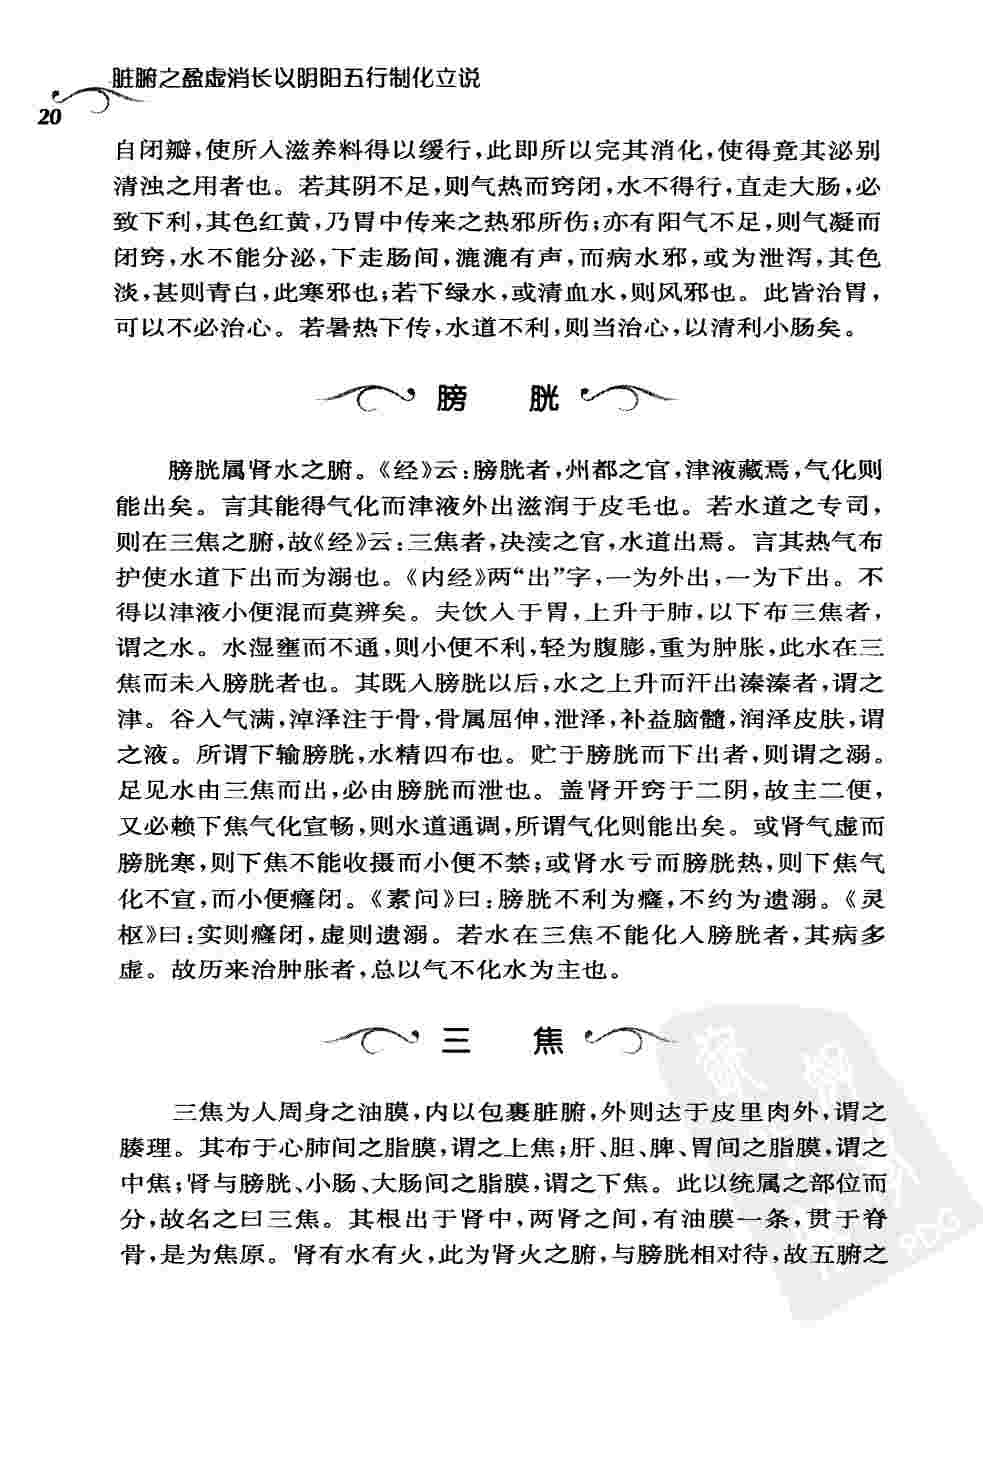 脏腑之盈虚消长以阴阳五行制化立说
20
自闭瓣,使所入滋养料得以缓行,此即所以完其消化,使得竟其泌别
清浊之用者也。若其阴不足,则气热而窍闭,水不得行,直走大肠,必
致下利,其色红黄,乃胃中传来之热邪所伤;亦有阳气不足,则气凝而
闭窍,水不能分泌,下走肠间,漉漉有声,而病水邪,或为泄泻,其色
淡,甚则青白,此寒邪也;若下绿水,或清血水,则风邪也。此皆治胃,
可以不必治心。若暑热下传,水道不利,则当治心,以清利小肠矣。
膀胱
膀胱属肾水之腑。《经》云:膀胱者,州都之官,津液藏焉,气化则
能出矣。言其能得气化而津液外出滋润于皮毛也。若水道之专司,
则在三焦之腑,故《经》云:三焦者,决渎之官,水道出焉。言其热气布
护使水道下出而为溺也。《内经》两“出”字,一为外出,一为下出。不
得以津液小便混而莫辨矣。夫饮入于胃,上升于肺,以下布三焦者,
谓之水。水湿壅而不通,则小便不利,轻为腹膨,重为肿胀,此水在三
焦而未入膀胱者也。其既入膀胱以后,水之上升而汗出溱溱者,谓之
津。谷入气满,淖泽注于骨,骨属屈伸,泄泽,补益脑髓,润泽皮肤,谓
之液。所谓下输膀胱,水精四布也。贮于膀胱而下出者,则谓之溺。
足见水由三焦而出,必由膀胱而泄也。盖肾开窍于二阴,故主二便,
又必赖下焦气化宣畅,则水道通调,所谓气化则能出矣。或肾气虚而
膀胱寒,则下焦不能收摄而小便不禁;或肾水亏而膀胱热,则下焦气
化不宣,而小便癃闭。《素问》曰:膀胱不利为癃,不约为遗溺。《灵
枢》曰:实则癃闭,虚则遗溺。若水在三焦不能化入膀胱者,其病多
虚。故历来治肿胀者,总以气不化水为主也。
三焦
三焦为人周身之油膜,内以包裹脏腑,外则达于皮里肉外,谓之
腠理。其布于心肺间之脂膜,谓之上焦;肝、胆、脾、胃间之脂膜,谓之
中焦;肾与膀胱、小肠、大肠间之脂膜,谓之下焦。此以统属之部位而
分,故名之曰三焦。其根出于肾中,两肾之间,有油膜一条,贯于脊
骨,是为焦原。肾有水有火,此为肾火之腑,与膀胱相对待,故五腑之
PDG